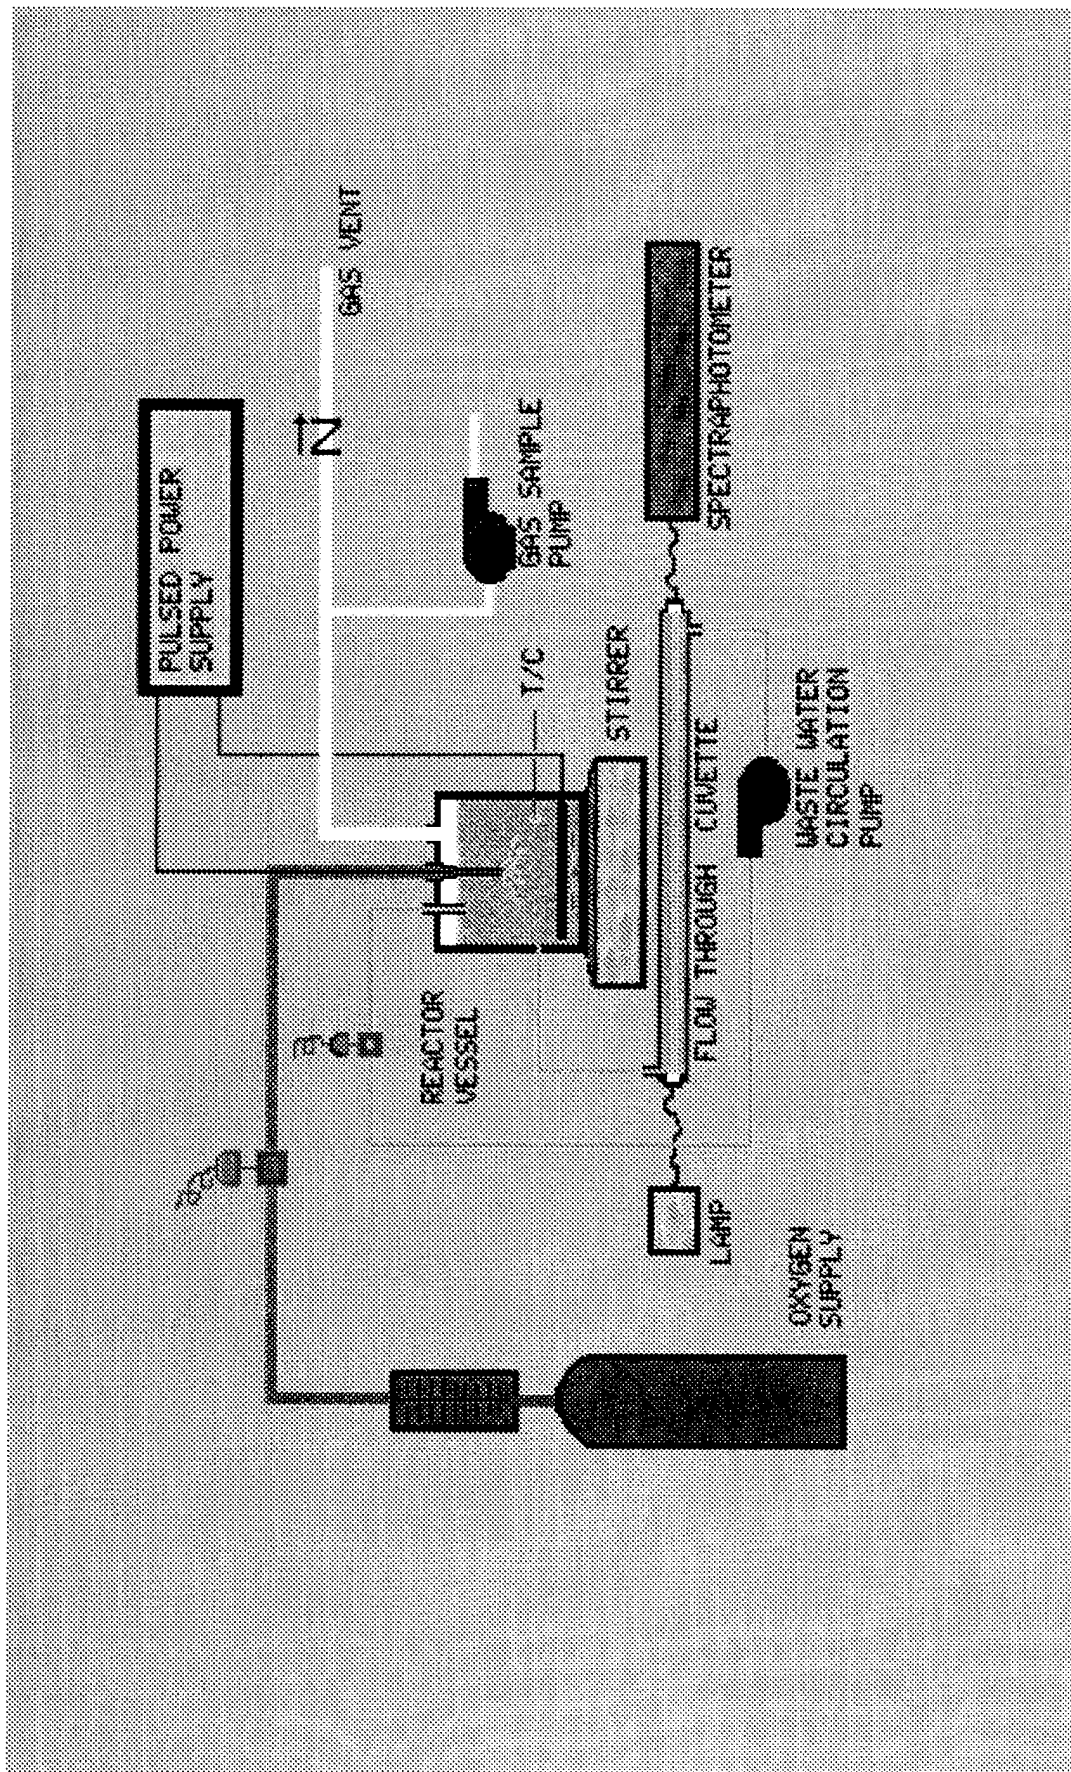 PULSED POWER
SUPPLY
GAS VENT
GAS SAMPLE
PUMP
T/C
REACTOR
VESSEL
STIRRER
SPECTRAPHOTOMETER
FLOW THROUGH CUVETTE
LAMP
WASTE WATER
CIRCULATION
PUMP
OXYGEN
SUPPLY